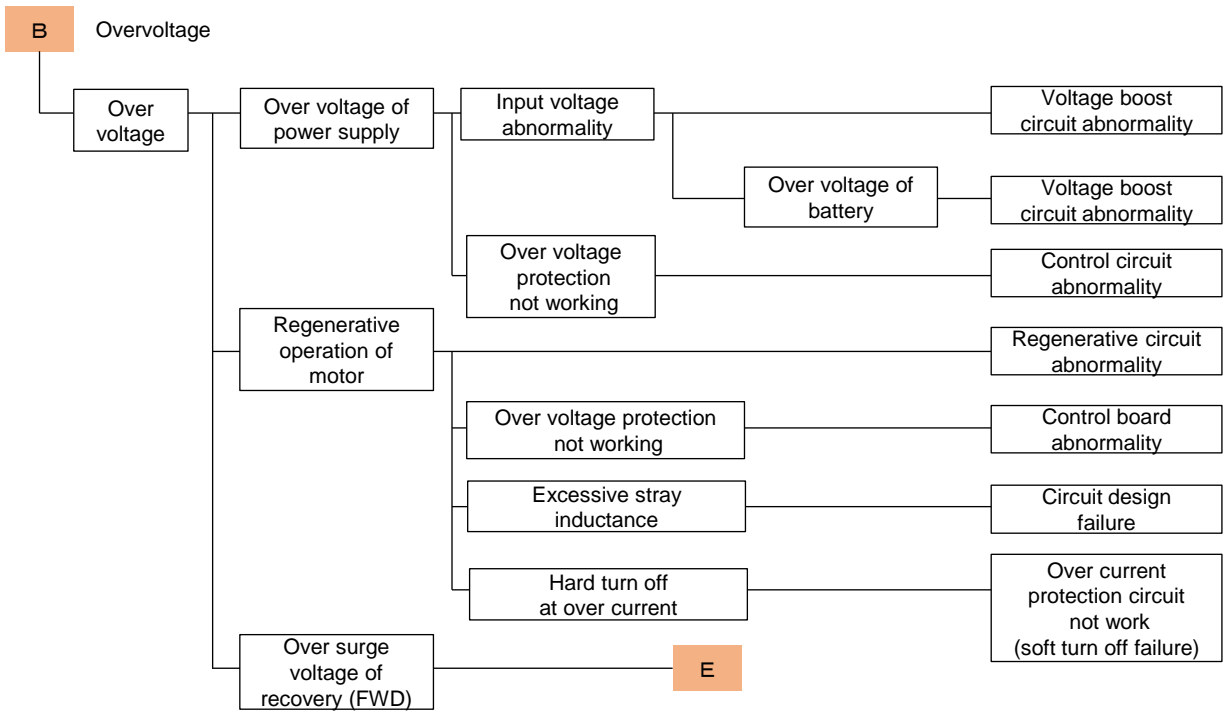 B
Overvoltage
Over
voltage
Over voltage of
power supply
Input voltage
abnormality
Voltage boost
circuit abnormality
Over voltage of
battery
Voltage boost
circuit abnormality
Over voltage
protection
not working
Control circuit
abnormality
Regenerative
operation of
motor
Regenerative circuit
abnormality
Over voltage protection
not working
Control board
abnormality
Excessive stray
inductance
Circuit design
failure
Hard turn off
at over current
Over current
protection circuit
not work
(soft turn off failure)
Over surge
voltage of
recovery (FWD)
E